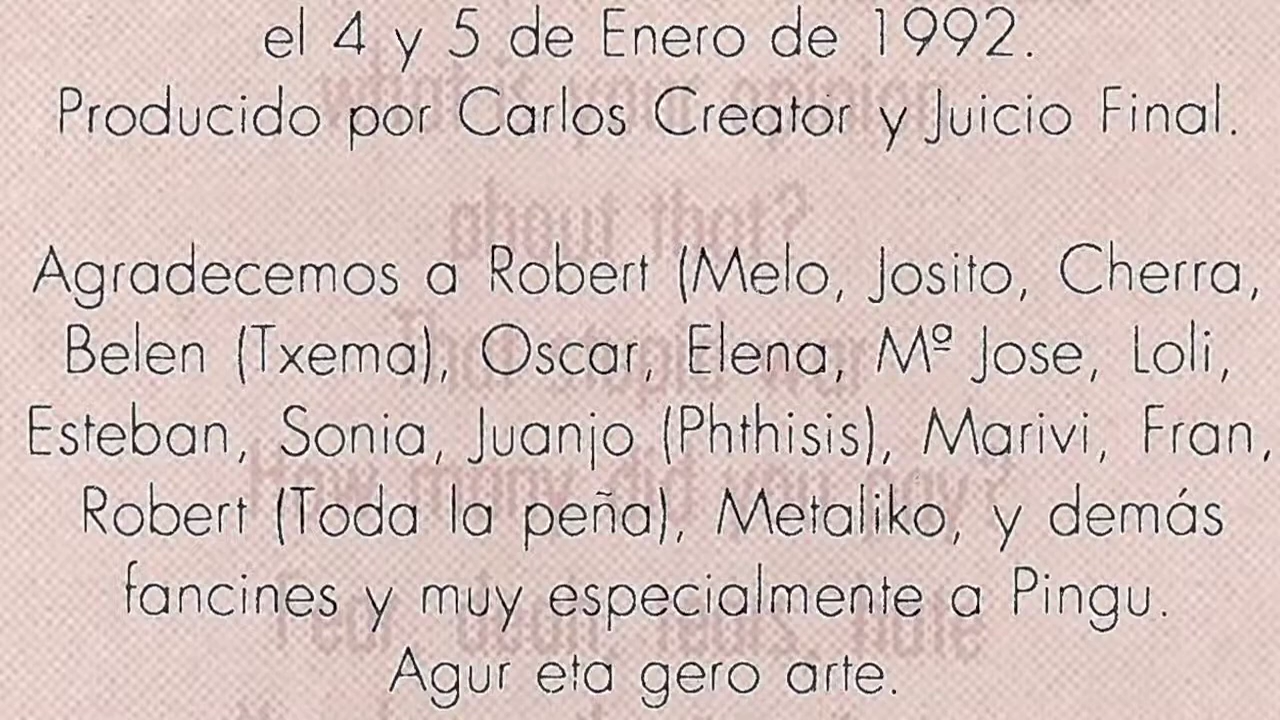 el 4 y 5 de Enero de 1992.
Producido por Carlos Creator y Juicio Final.
Agradecemos a Robert (Melo, Josito, Cherra,
Belen (Txema), Oscar, Elena, Mª Jose, Loli,
Esteban, Sonia, Juanjo (Phthisis), Marivi, Fran,
Robert (Toda la peña), Metaliko, y demás
fancines y muy especialmente a Pingu.
Agur eta gero arte.